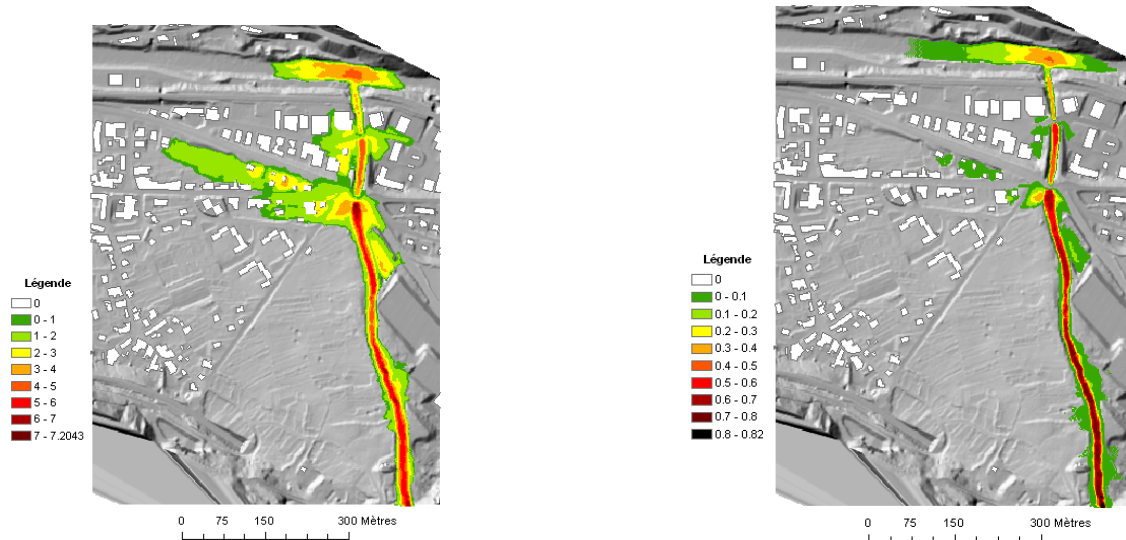 Légende
0
0 - 1
1 - 2
2 - 3
3 - 4
4 - 5
5 - 6
6 - 7
7 - 7.2043
0 75 150 300 Mètres
Légende
0
0 - 0.1
0.1 - 0.2
0.2 - 0.3
0.3 - 0.4
0.4 - 0.5
0.5 - 0.6
0.6 - 0.7
0.7 - 0.8
0.8 - 0.82
0 75 150 300 Mètres